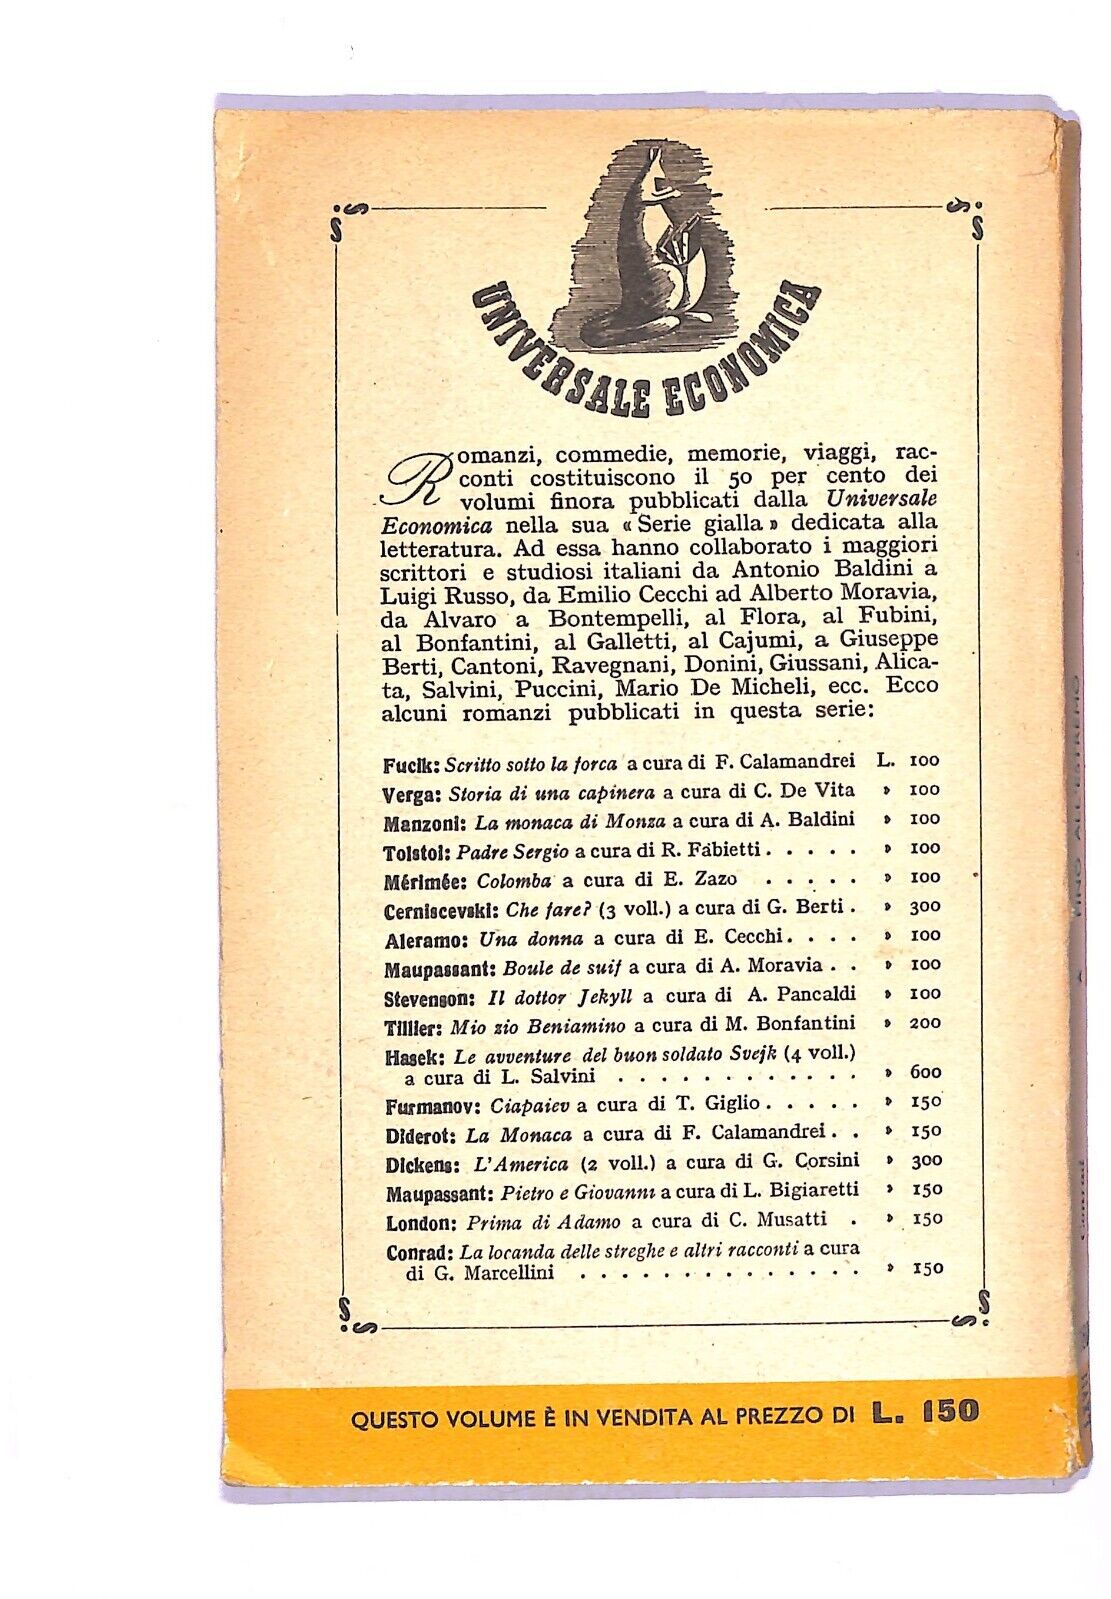 UNIVERSALE ECONOMICA
Romanzi, commedie, memorie, viaggi, rac-
conti costituiscono il 50 per cento dei
volumi finora pubblicati dalla Universale
Economica nella sua « Serie gialla » dedicata alla
letteratura. Ad essa hanno collaborato i maggiori
scrittori e studiosi italiani da Antonio Baldini a
Luigi Russo, da Emilio Cecchi ad Alberto Moravia,
da Alvaro a Bontempelli, al Flora, al Fubini,
al Bonfantini, al Galletti, al Cajumi, a Giuseppe
Berti, Cantoni, Ravegnani, Donini, Giussani, Alica-
ta, Salvini, Puccini, Mario De Micheli, ecc. Ecco
alcuni romanzi pubblicati in questa serie:
Fucik: Scritto sotto la forca a cura di F. Calamandrei L. 100
Verga: Storia di una capinera a cura di C. De Vita » 100
Manzoni: La monaca di Monza a cura di A. Baldini » 100
Tolstoi: Padre Sergio a cura di R. Fabietti . . . . . » 100
Mérimée: Colomba a cura di E. Zazo . . . . . » 100
Cerniscevski: Che fare? (3 voll.) a cura di G. Berti . » 300
Aleramo: Una donna a cura di E. Cecchi . . . . » 100
Maupassant: Boule de suif a cura di A. Moravia . . » 100
Stevenson: Il dottor Jekyll a cura di A. Pancaldi » 100
Tillier: Mio zio Beniamino a cura di M. Bonfantini » 200
Hasek: Le avventure del buon soldato Svejk (4 voll.)
a cura di L. Salvini . . . . . . . . . . . . » 600
Furmanov: Ciapaiev a cura di T. Giglio . . . . . » 150
Diderot: La Monaca a cura di F. Calamandrei . . » 150
Dickens: L'America (2 voll.) a cura di G. Corsini » 300
Maupassant: Pietro e Giovanni a cura di L. Bigiaretti » 150
London: Prima di Adamo a cura di C. Musatti . » 150
Conrad: La locanda delle streghe e altri racconti a cura
di G. Marcellini . . . . . . . . . . . . . . » 150
QUESTO VOLUME È IN VENDITA AL PREZZO DI L. 150